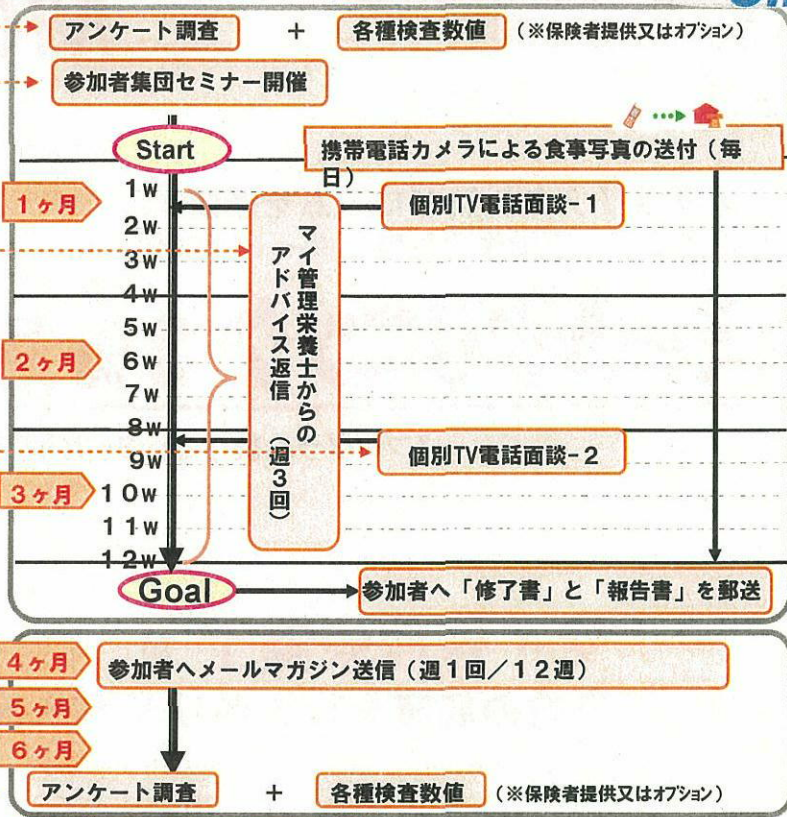 アンケート調査 + 各種検査数値 (※保険者提供又はオプション)
参加者集団セミナー開催
Start
携帯電話カメラによる食事写真の送付（毎
日）
1ヶ月
1w
個別TV電話面談-1
2w
3w
4w
マイ管理栄養士からの
アドバイス返信 （週3回）
2ヶ月
5w
6w
7w
8w
個別TV電話面談-2
3ヶ月
9w
10w
11w
12w
Goal
参加者へ「修了書」と「報告書」を郵送
4ヶ月
参加者へメールマガジン送信（週1回／12週）
5ヶ月
6ヶ月
アンケート調査 + 各種検査数値 (※保険者提供又はオプション)